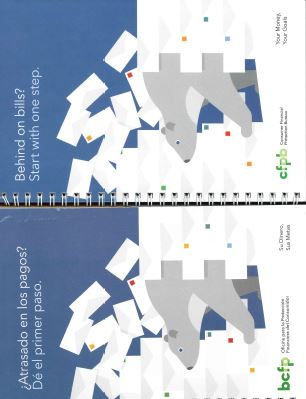 Behind on bills?
Start with one step.
Your Money,
Your Goals
cfpb
Consumer Financial
Protection Bureau
¿Atrasado en los pagos?
Dé el primer paso.
Su Dinero,
Sus Metas
bcfp
Oficina para la Protección
Financiera del Consumidor